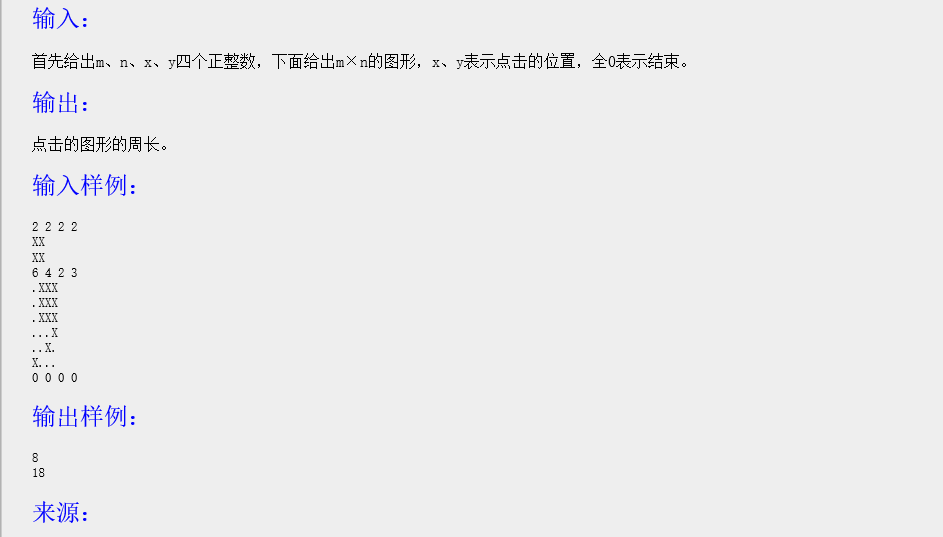 输入：
首先给出m、n、x、y四个正整数，下面给出m×n的图形，x、y表示点击的位置，全0表示结束。
输出：
点击的图形的周长。
输入样例：
2 2 2 2
XX
XX
6 4 2 3
.XXX
.XXX
.XXX
...X
..X.
X...
0 0 0 0
输出样例：
8
18
来源：